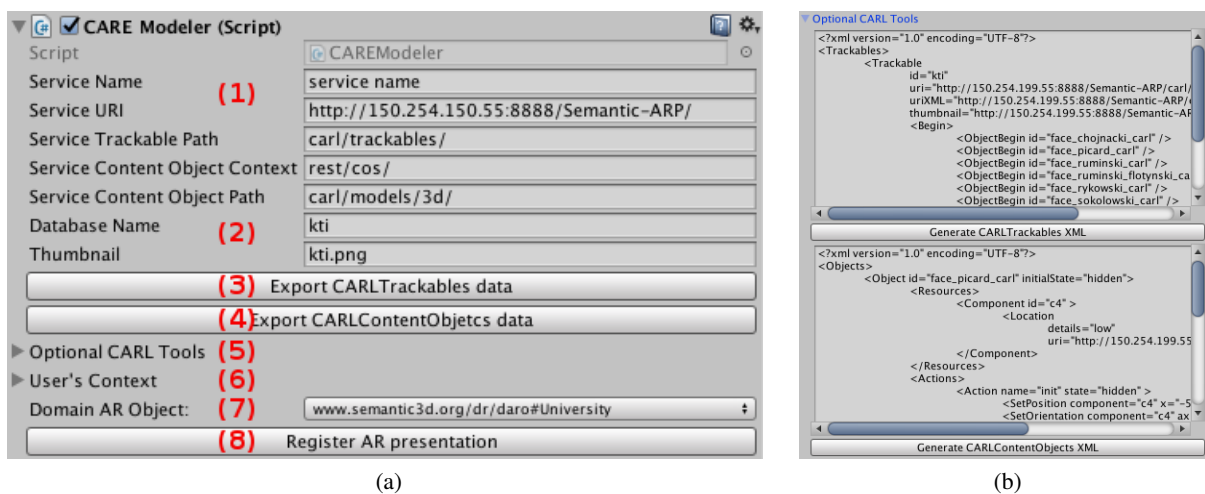 CARE Modeler (Script)
Script CAREModeler
Service Name service name
(1)
Service URI http://150.254.150.55:8888/Semantic-ARP/
Service Trackable Path carl/trackables/
Service Content Object Context rest/cos/
Service Content Object Path carl/models/3d/
Database Name kti
(2)
Thumbnail kti.png
(3) Export CARLTrackables data
(4) Export CARLContentObjetcs data
Optional CARL Tools (5)
User's Context (6)
Domain AR Object: (7) www.semantic3d.org/dr/daro#University
(8) Register AR presentation
(a)
Optional CARL Tools
<?xml version="1.0" encoding="UTF-8"?>
<Trackables>
<Trackable
id="kti"
uri="http://150.254.199.55:8888/Semantic-ARP/carl/
uriXML="http://150.254.199.55:8888/Semantic-ARP/
thumbnail="http://150.254.199.55:8888/Semantic-AR
<Begin>
<ObjectBegin id="face_chojnacki_carl" />
<ObjectBegin id="face_picard_carl" />
<ObjectBegin id="face_ruminski_carl" />
<ObjectBegin id="face_ruminski_flotynski_ca
<ObjectBegin id="face_rykowski_carl" />
<ObjectBegin id="face_sokolowski_carl" />
Generate CARLTrackables XML
<?xml version="1.0" encoding="UTF-8"?>
<Objects>
<Object id="face_picard_carl" initialState="hidden">
<Resources>
<Component id="c4" >
<Location
details="low"
uri="http://150.254.199.55
</Component>
</Resources>
<Actions>
<Action name="init" state="hidden" >
<SetPosition component="c4" x="-5
<SetOrientation component="c4" ax
Generate CARLContentObjects XML
(b)